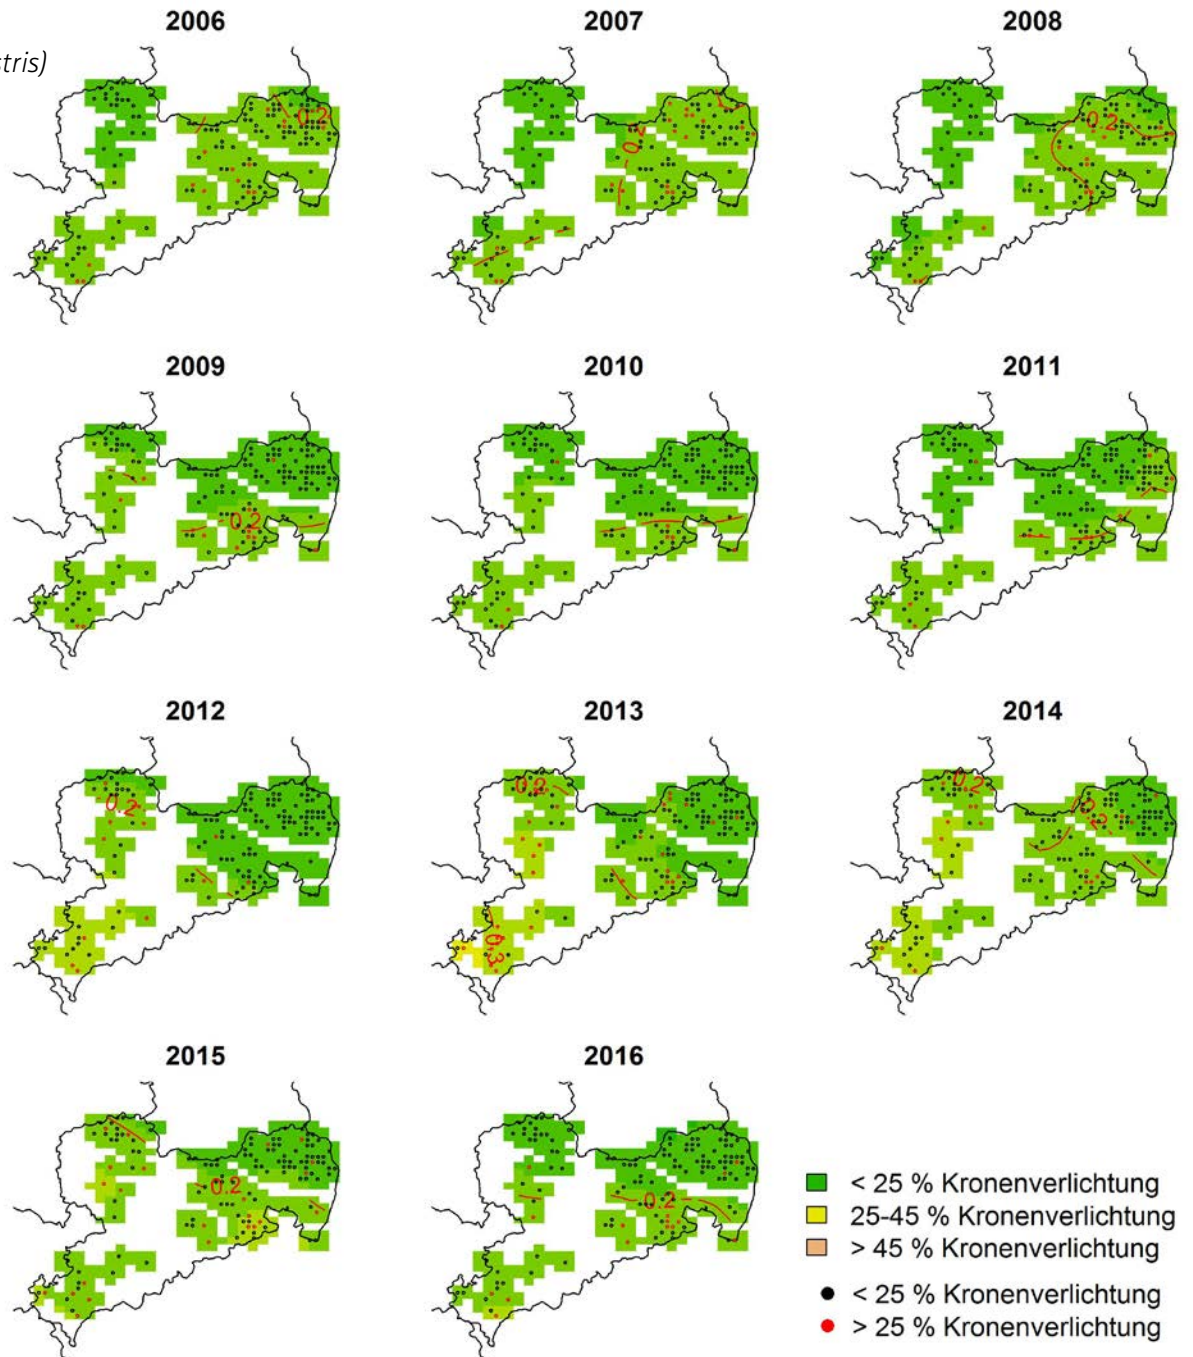 2006 2007 2008
stris)
0.2 0.2 0.2
2009 2010 2011
0.2
2012 2013 2014
0.2 0.2 0.2
0.2
0.3
2015 2016
0.2 0.2
< 25 % Kronenverlichtung
25-45 % Kronenverlichtung
> 45 % Kronenverlichtung
< 25 % Kronenverlichtung
> 25 % Kronenverlichtung